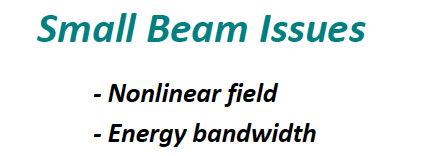 Small Beam Issues
- Nonlinear field
- Energy bandwidth